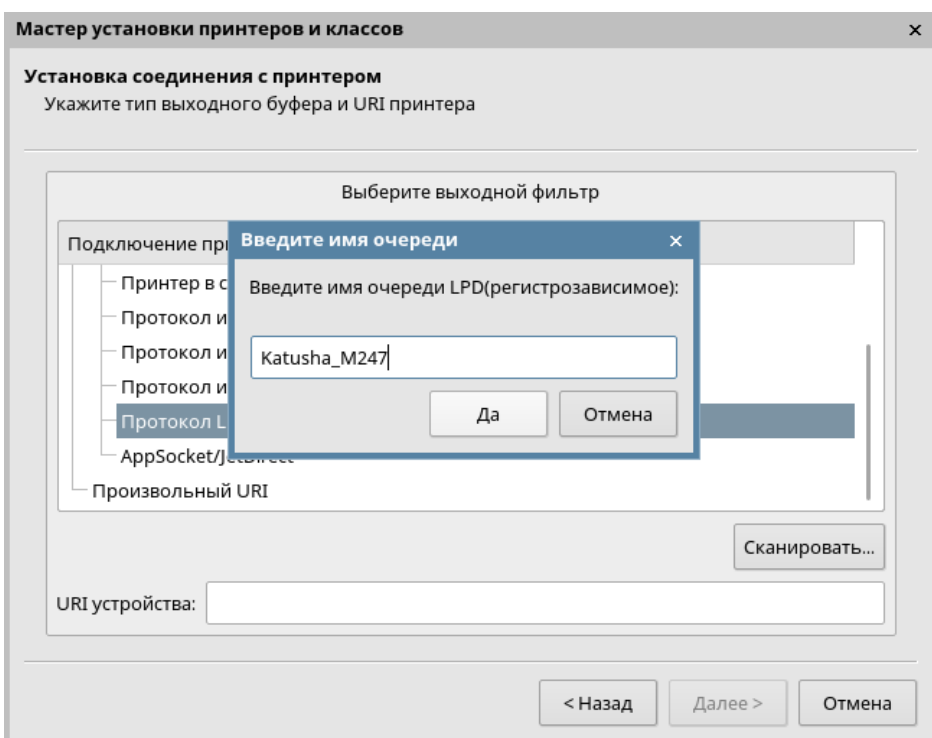 Мастер установки принтеров и классов
Установка соединения с принтером
Укажите тип выходного буфера и URI принтера
Выберите выходной фильтр
Подключение
Введите имя очереди
Принтер в
Введите имя очереди LPD(регистрозависимое):
Протокол
Протокол
Katusha_M247
Протокол
Да
Отмена
Протокол L
AppSocket/JetDirect
Произвольный URI
Сканировать...
URI устройства:
< Назад
Далее >
Отмена